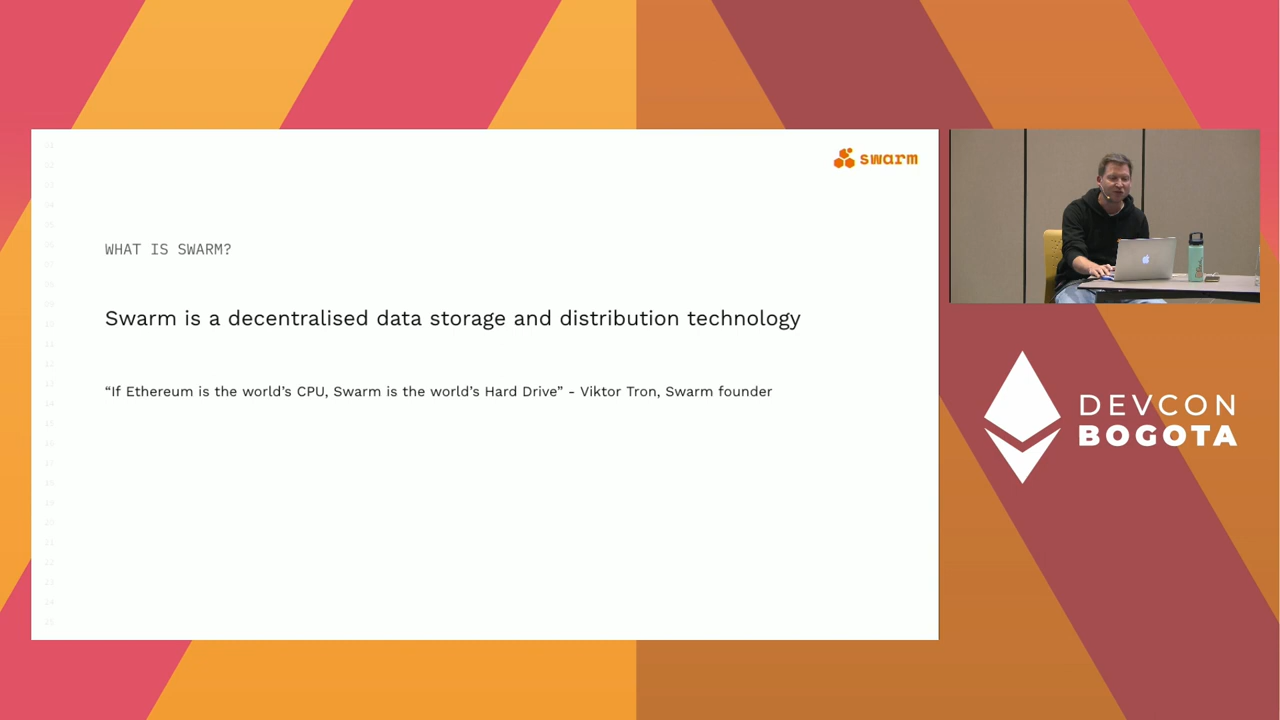 swarm
WHAT IS SWARM?
Swarm is a decentralised data storage and distribution technology
“If Ethereum is the world’s CPU, Swarm is the world’s Hard Drive” - Viktor Tron, Swarm founder
DEVCON
BOGOTA